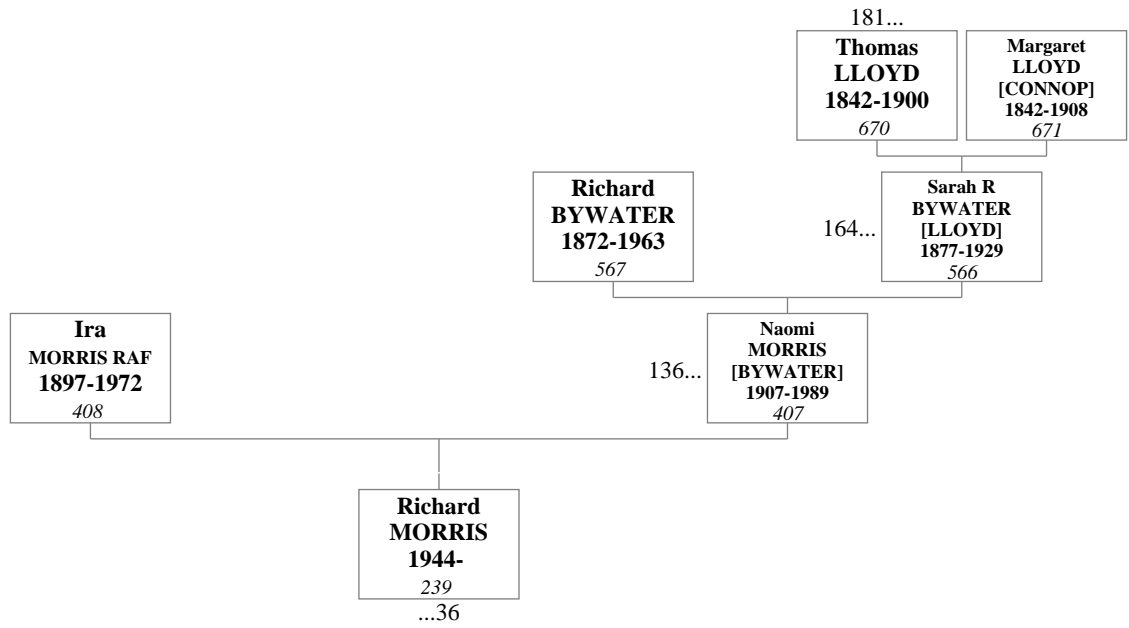 181...
Thomas
LLOYD
1842-1900
670
Margaret
LLOYD
[CONNOP]
1842-1908
671
Richard
BYWATER
1872-1963
567
164...
Sarah R
BYWATER
[LLOYD]
1877-1929
566
Ira
MORRIS RAF
1897-1972
408
136...
Naomi
MORRIS
[BYWATER]
1907-1989
407
Richard
MORRIS
1944-
239
...36